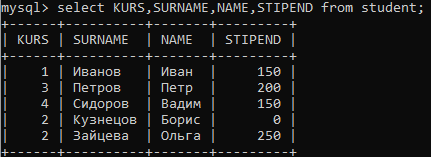 mysql> select KURS,SURNAME,NAME,STIPEND from student;
+------+----------+-------+---------+
| KURS | SURNAME  | NAME  | STIPEND |
+------+----------+-------+---------+
|    1 | Иванов   | Иван  |     150 |
|    3 | Петров   | Петр  |     200 |
|    4 | Сидоров  | Вадим |     150 |
|    2 | Кузнецов | Борис |       0 |
|    2 | Зайцева  | Ольга |     250 |
+------+----------+-------+---------+